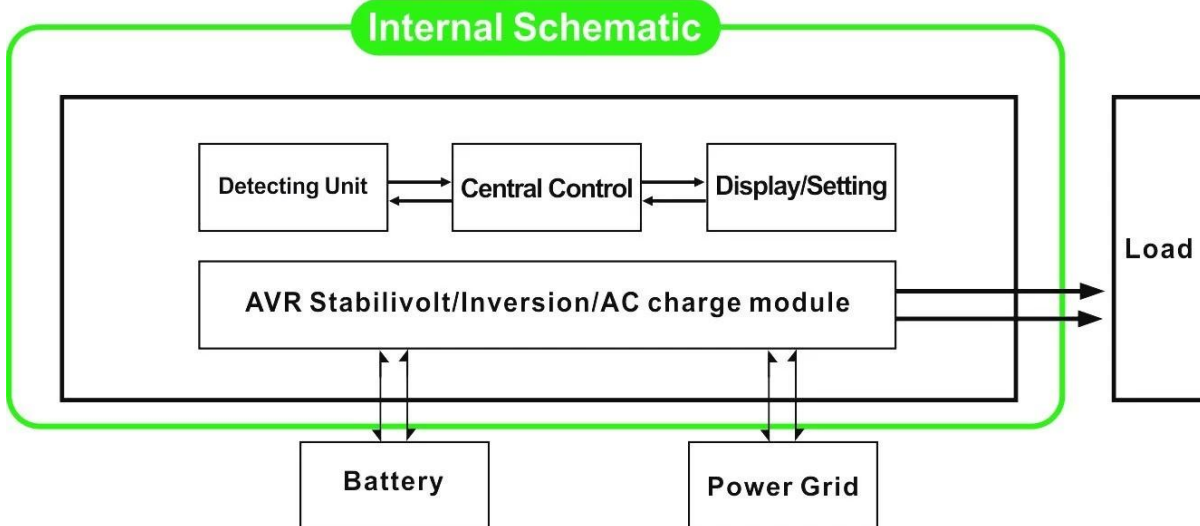 Internal Schematic
Detecting Unit
Central Control
Display/Setting
Load
AVR Stabilivolt/Inversion/AC charge module
Battery
Power Grid